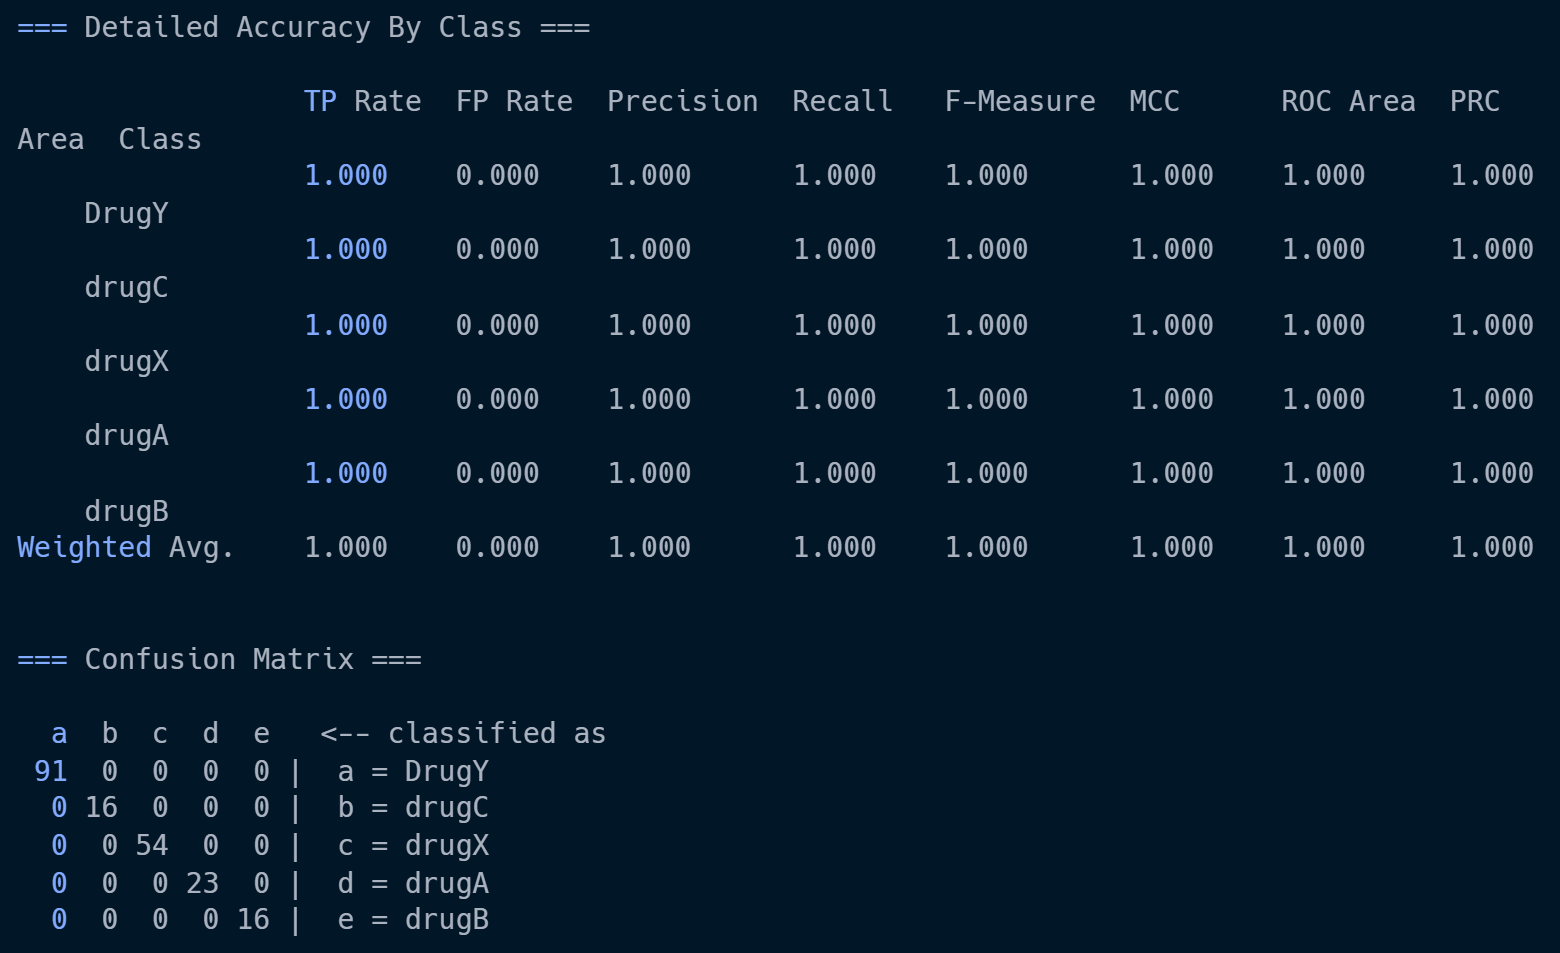 === Detailed Accuracy By Class ===
                 TP Rate  FP Rate  Precision  Recall   F-Measure  MCC      ROC Area  PRC
Area  Class
                 1.000    0.000    1.000      1.000    1.000      1.000    1.000     1.000
    DrugY
                 1.000    0.000    1.000      1.000    1.000      1.000    1.000     1.000
    drugC
                 1.000    0.000    1.000      1.000    1.000      1.000    1.000     1.000
    drugX
                 1.000    0.000    1.000      1.000    1.000      1.000    1.000     1.000
    drugA
                 1.000    0.000    1.000      1.000    1.000      1.000    1.000     1.000
    drugB
Weighted Avg.    1.000    0.000    1.000      1.000    1.000      1.000    1.000     1.000
=== Confusion Matrix ===
  a  b  c  d  e   <-- classified as
 91  0  0  0  0 |  a = DrugY
  0 16  0  0  0 |  b = drugC
  0  0 54  0  0 |  c = drugX
  0  0  0 23  0 |  d = drugA
  0  0  0  0 16 |  e = drugB